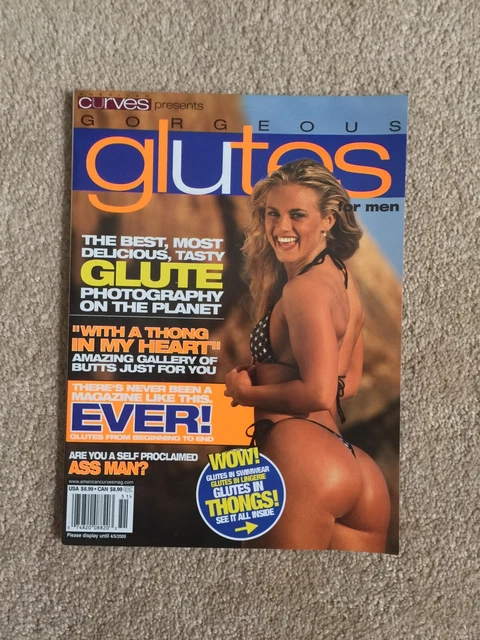 curves presents
GORGEOUS
glutes
for men
THE BEST, MOST
DELICIOUS, TASTY
GLUTE
PHOTOGRAPHY
ON THE PLANET
"WITH A THONG
IN MY HEART"
AMAZING GALLERY OF
BUTTS JUST FOR YOU
THERE'S NEVER BEEN A
MAGAZINE LIKE THIS.
EVER!
GLUTES FROM BEGINNING TO END
ARE YOU A SELF PROCLAIMED
ASS MAN?
www.americancurvesmag.com
USA $6.99 • CAN $8.99
Please display until 4/5/2005
WOW!
GLUTES IN SWIMWEAR
GLUTES IN LINGERIE
GLUTES IN
THONGS!
SEE IT ALL INSIDE